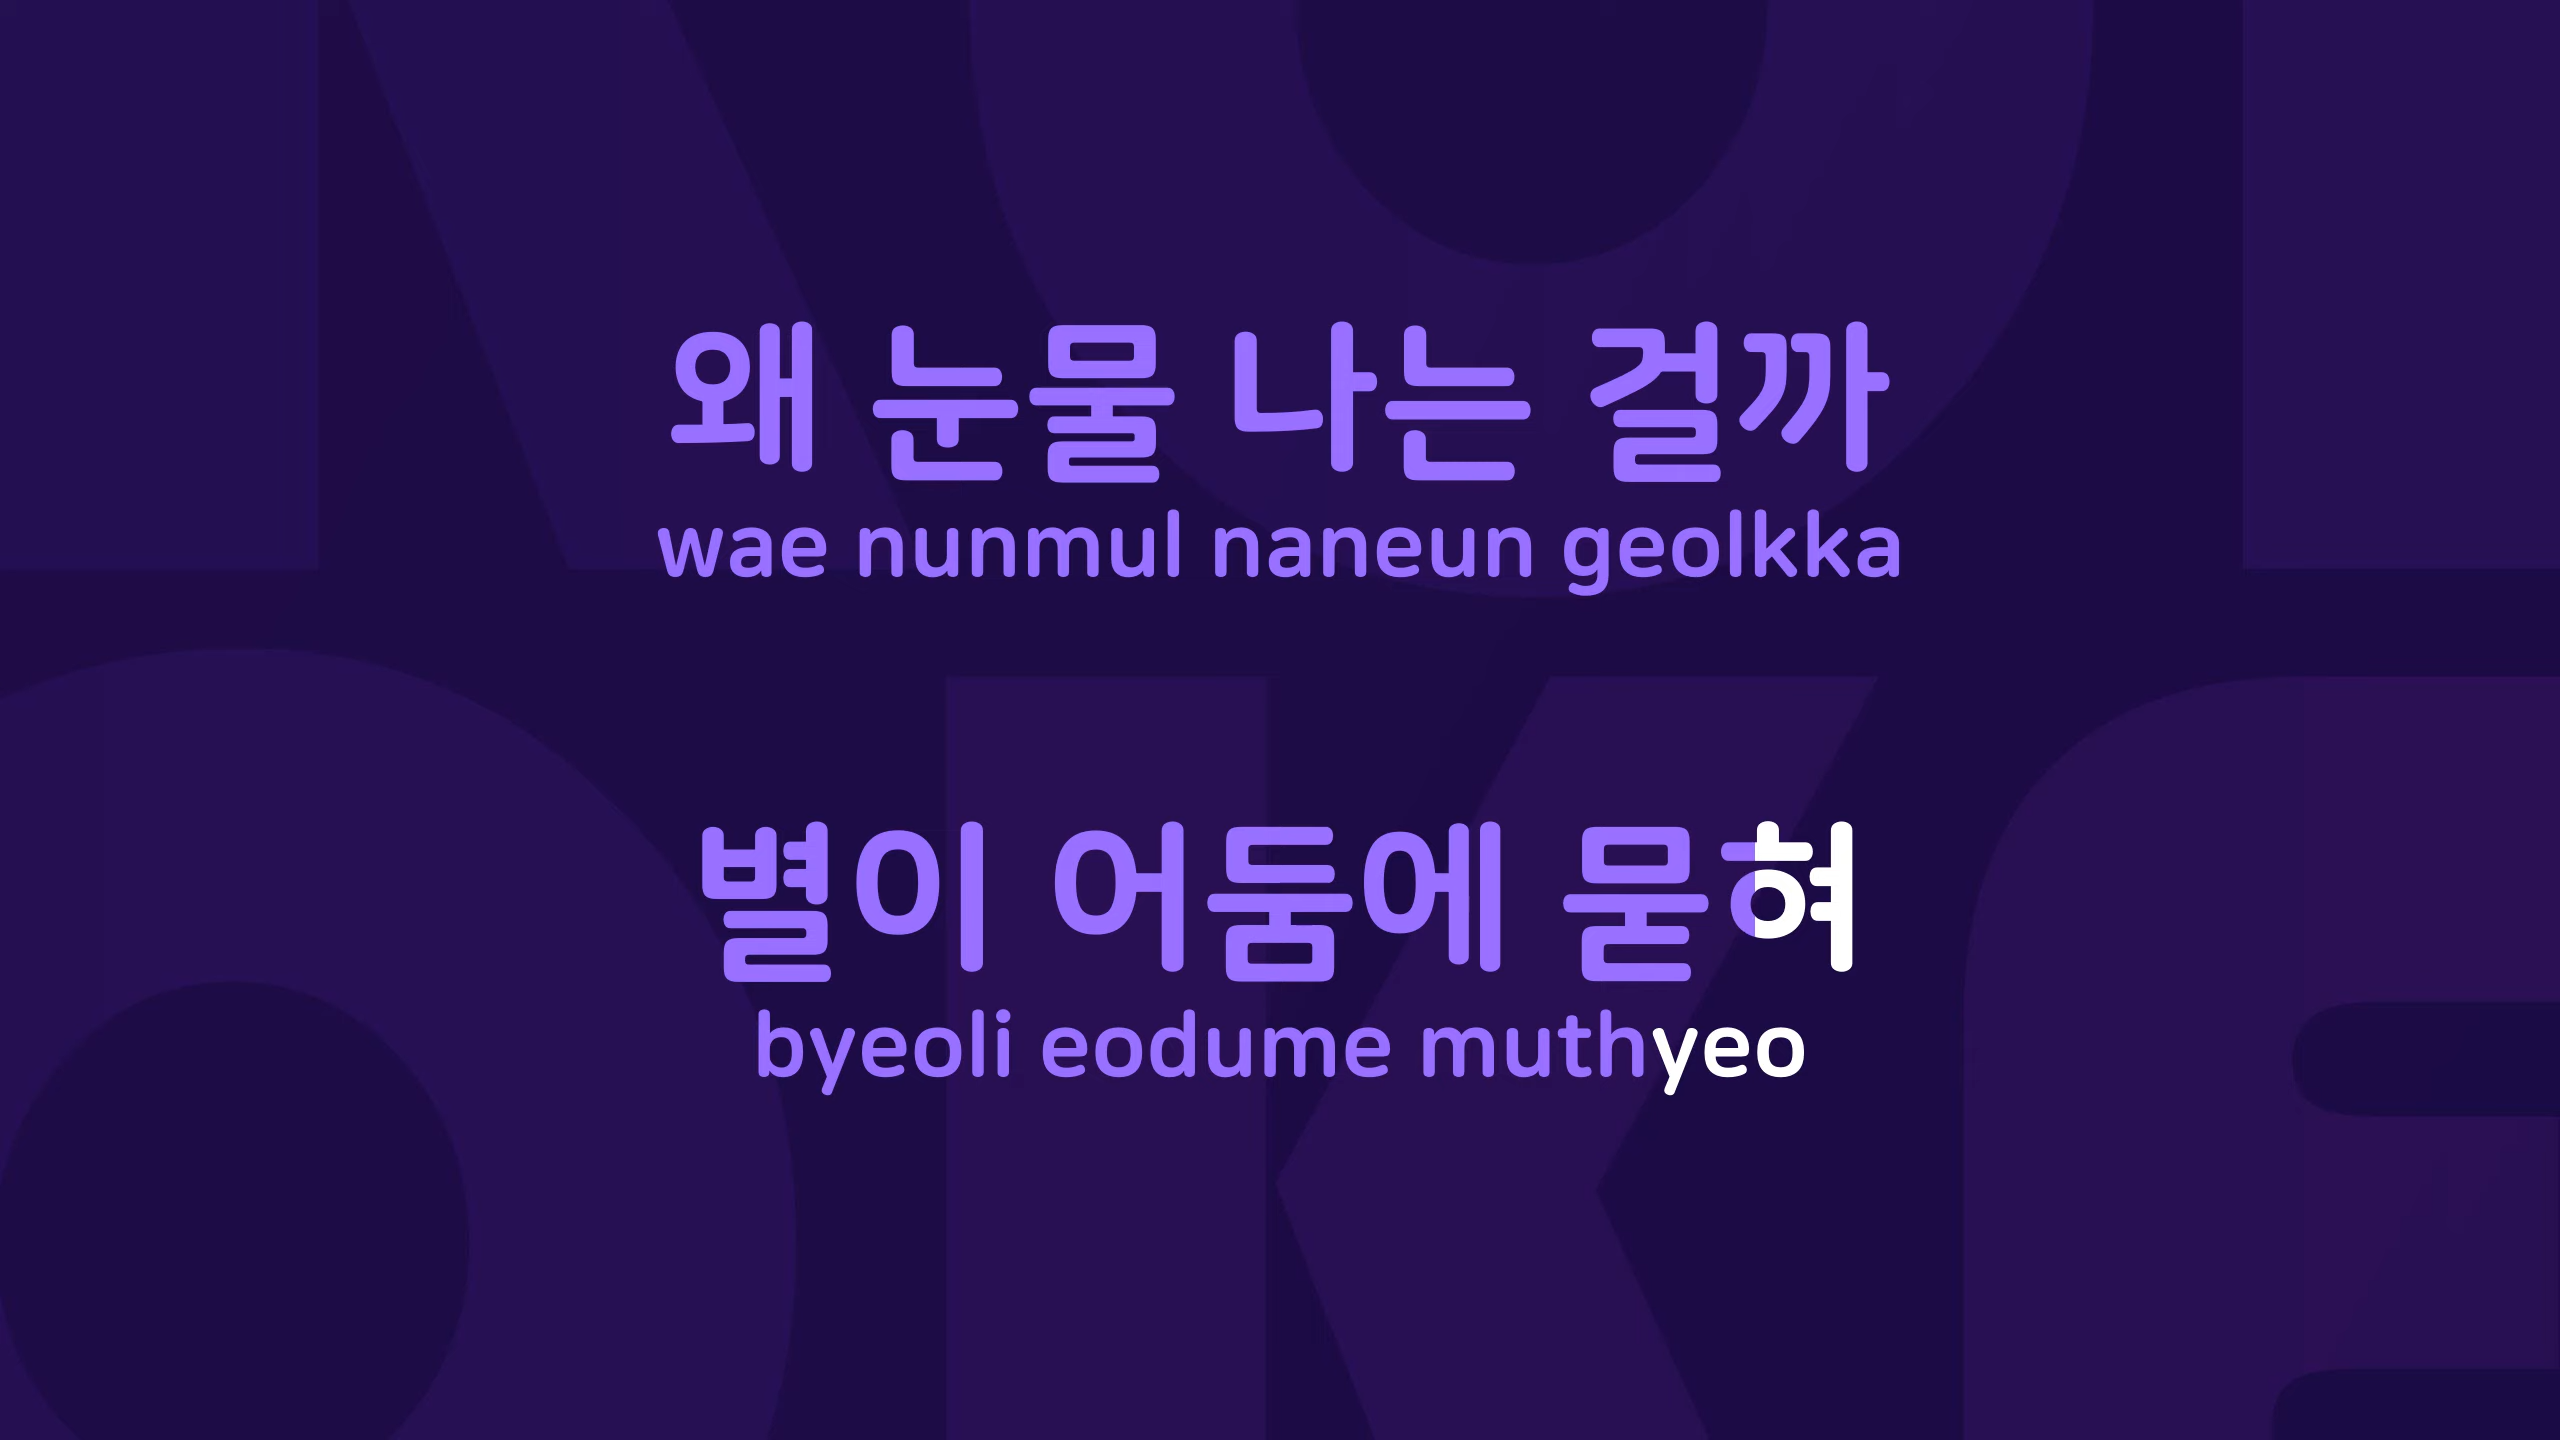 왜 눈물 나는 걸까
wae nunmul naneun geolkka
별이 어둠에 묻혀
byeoli eodume muthyeo